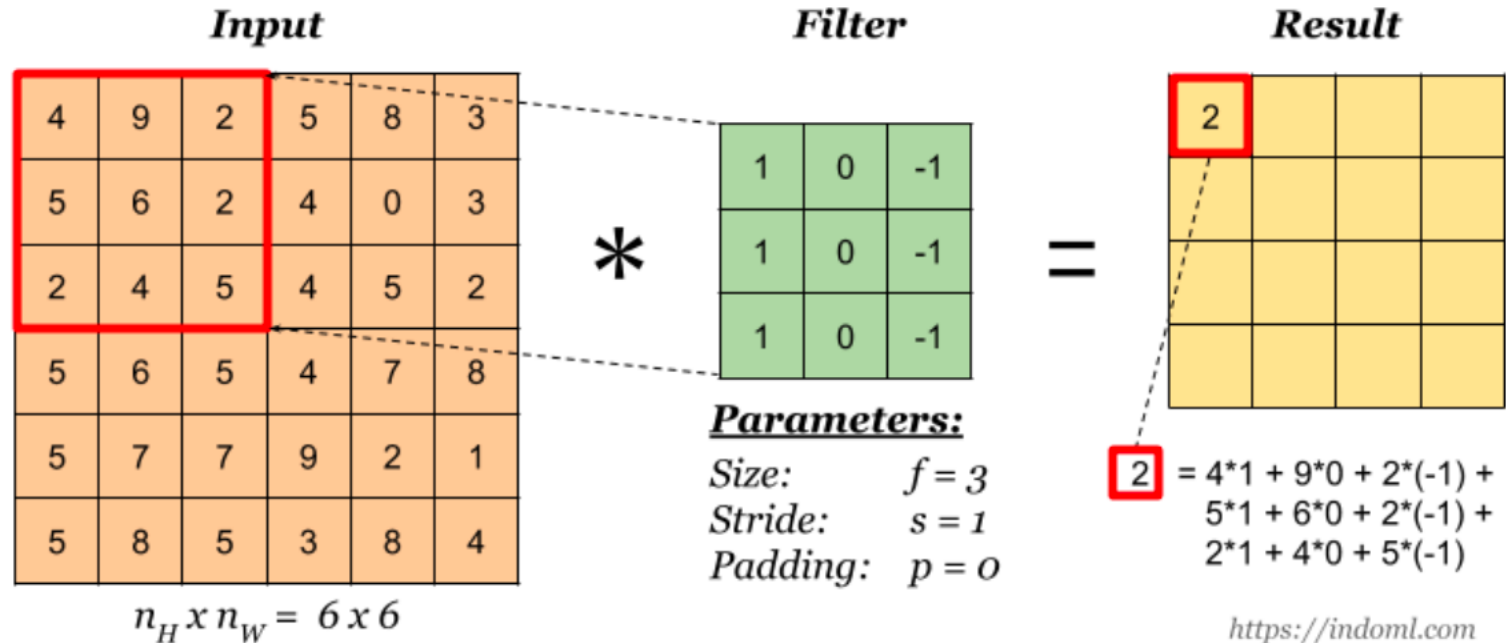 Input Filter Result
4 9 2 5 8 3
5 6 2 4 0 3
2 4 5 4 5 2
5 6 5 4 7 8
5 7 7 9 2 1
5 8 5 3 8 4
n_H x n_W = 6 x 6
*
1 0 -1
1 0 -1
1 0 -1
Parameters:
Size: f = 3
Stride: s = 1
Padding: p = 0
=
2
2 = 4*1 + 9*0 + 2*(-1) +
5*1 + 6*0 + 2*(-1) +
2*1 + 4*0 + 5*(-1)
https://indoml.com